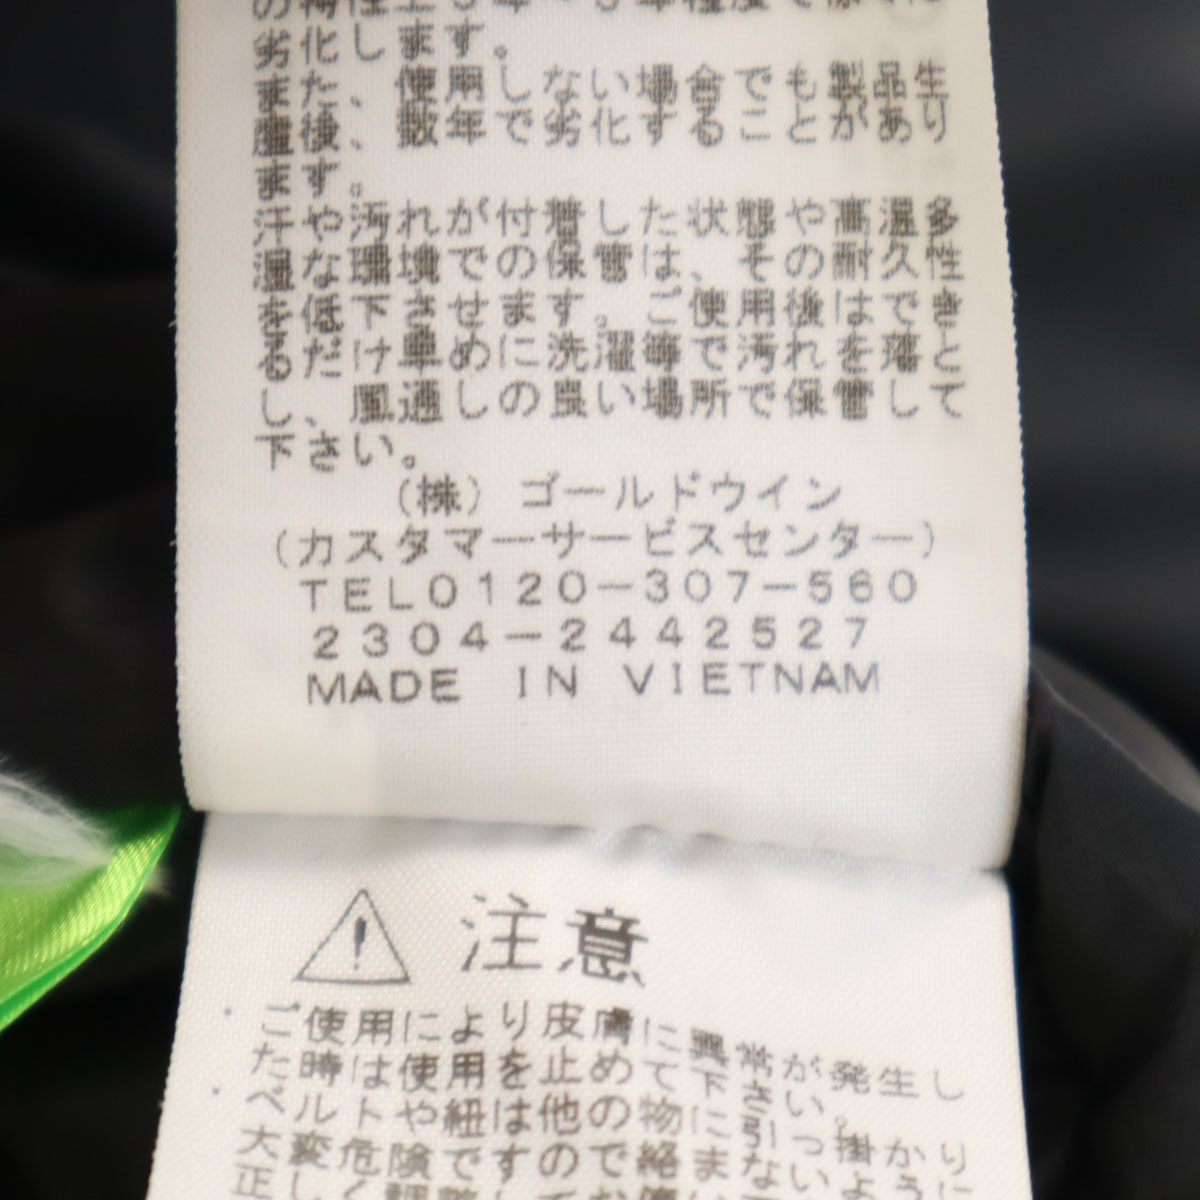 劣化します。
また、使用しない場合でも製品生
産後、数年で劣化することがあり
ます。
汗や汚れが付着した状態や高温多
湿な環境での保管は、その耐久性
を低下させます。ご使用後はでき
るだけ単めに洗濯等で汚れを落と
し、風通しの良い場所で保管して
下さい。
(株) ゴールドウイン
(カスタマーサービスセンター)
TEL0120-307-560
2304-2442527
MADE IN VIETNAM
注意
・ご使用により皮膚に異常が発生し
た時は使用を止めて下さい。
・ベルトや紐は他の物に引っ掛かり
大変危険ですので絡まないよう